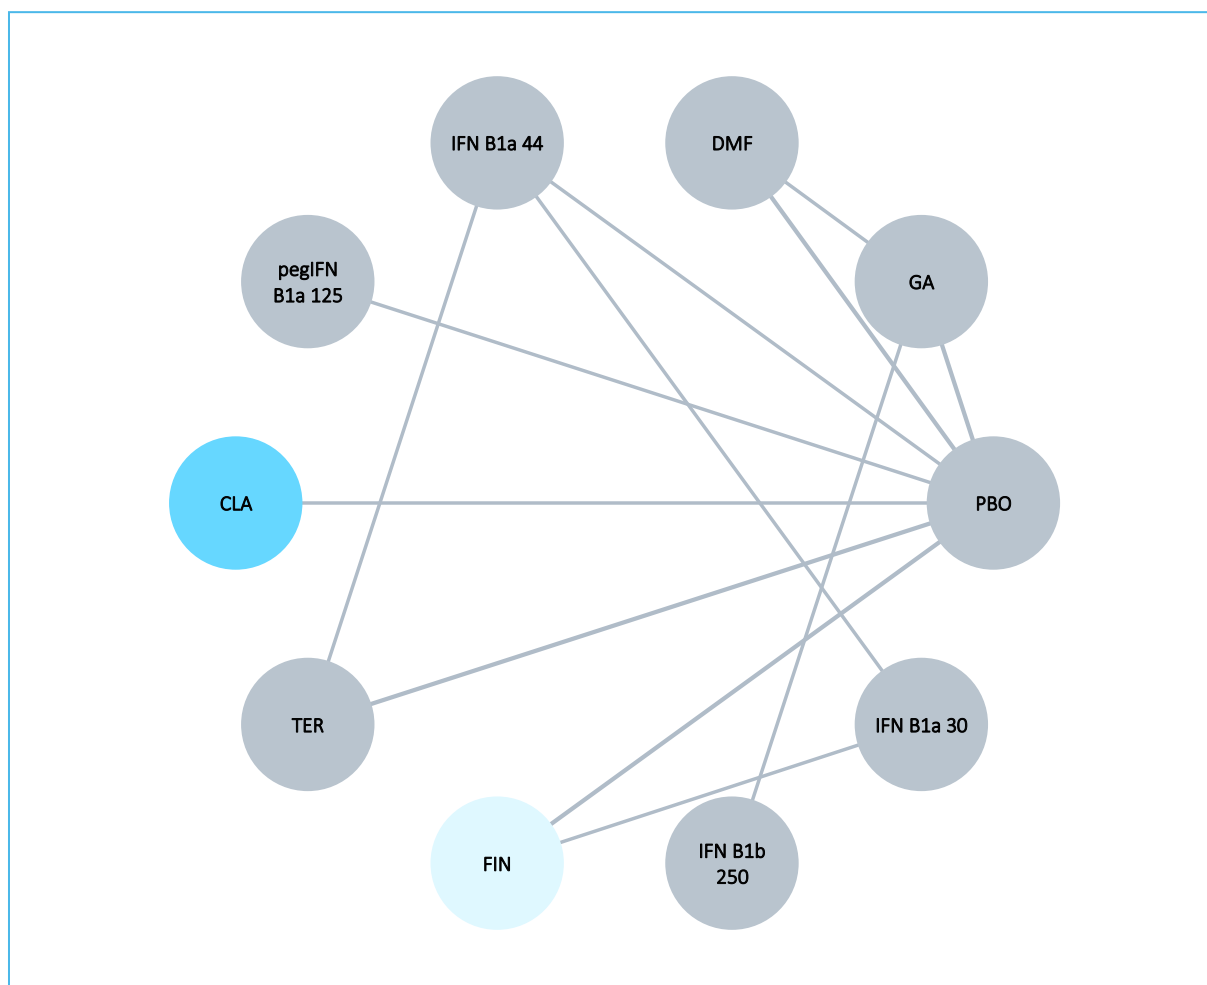 IFN B1a 44
DMF
pegIFN
B1a 125
GA
CLA
PBO
TER
IFN B1a 30
FIN
IFN B1b
250